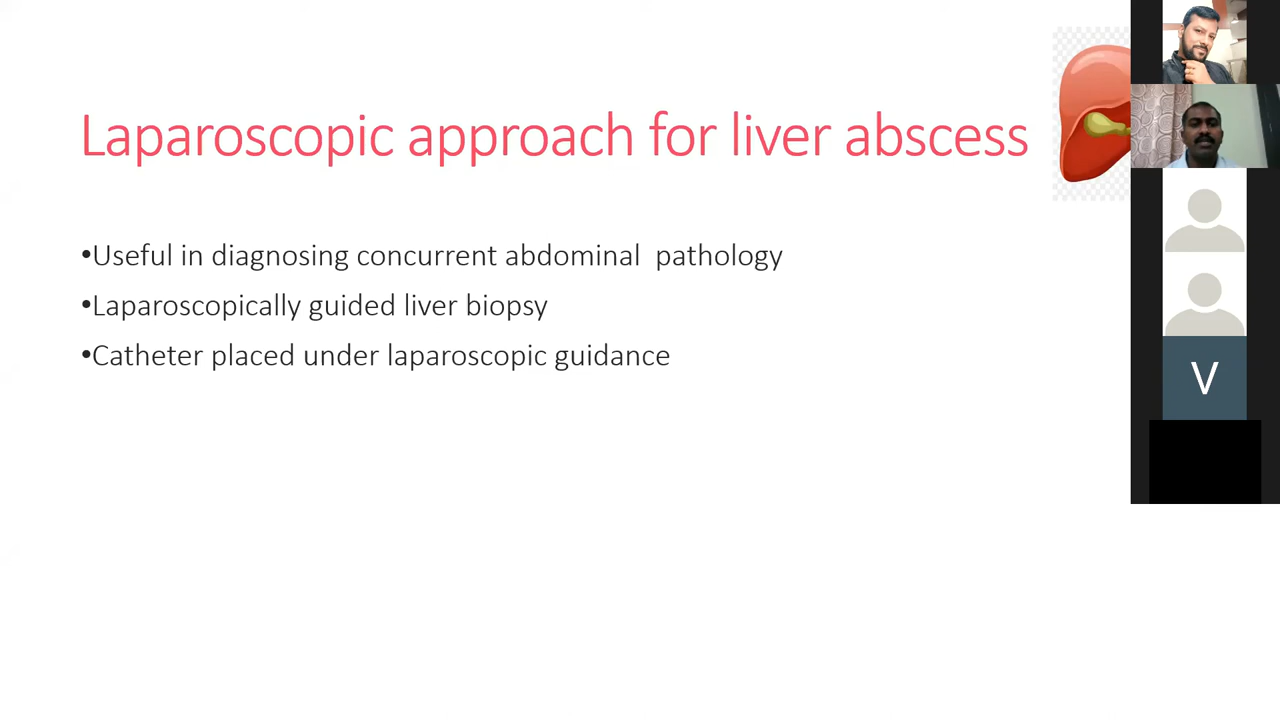 Laparoscopic approach for liver abscess
•Useful in diagnosing concurrent abdominal  pathology
•Laparoscopically guided liver biopsy
•Catheter placed under laparoscopic guidance
V